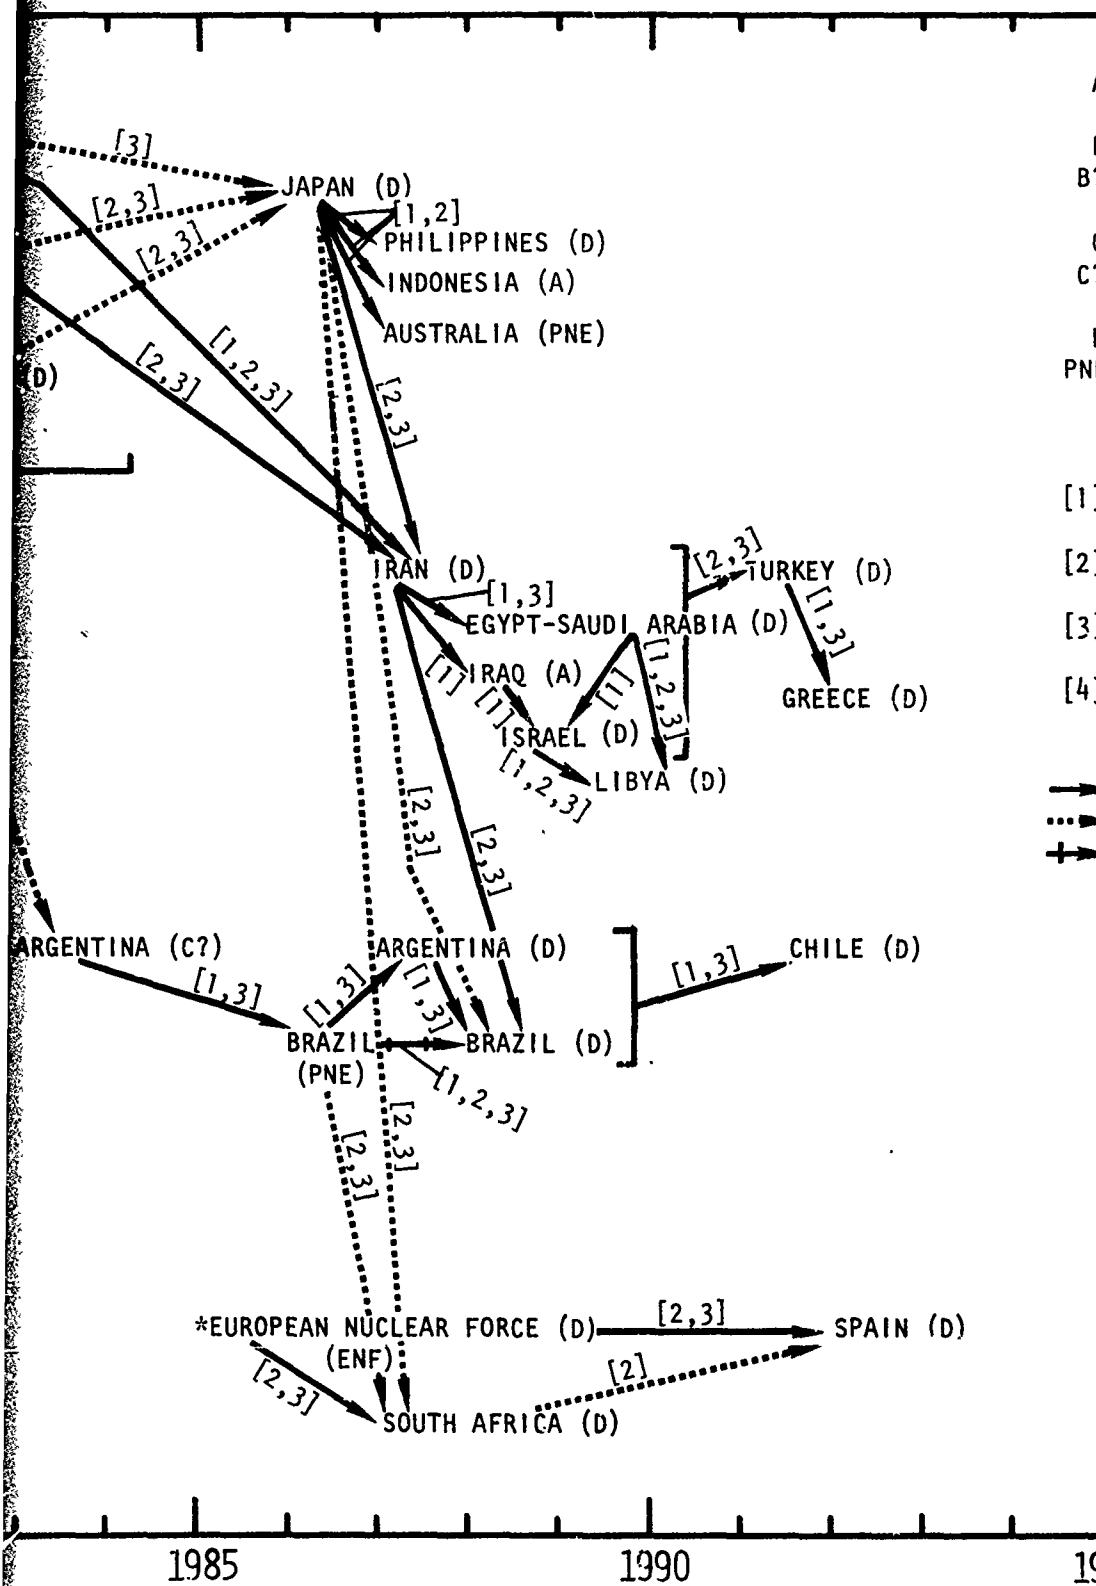 [3]
JAPAN (D)
[2,3]
[1,2]
[2,3]
PHILIPPINES (D)
INDONESIA (A)
AUSTRALIA (PNE)
[1,2,3]
[2,3]
(D)
[2,3]
IRAN (D)
[2,3]
TURKEY (D)
[1,3]
EGYPT-SAUDI ARABIA (D)
[1,3]
[1]
IRAQ (A)
[1]
[1]
[1,2,3]
GREECE (D)
ISRAEL (D)
[1,2,3]
LIBYA (D)
[2,3]
[2,3]
ARGENTINA (C?)
ARGENTINA (D)
CHILE (D)
[1,3]
[1,3]
[1,3]
[1,3]
BRAZIL
(PNE)
BRAZIL (D)
[1,2,3]
[2,3]
[2,3]
*EUROPEAN NUCLEAR FORCE (D)
(ENF)
[2,3]
SPAIN (D)
[2,3]
[2]
SOUTH AFRICA (D)
B?
C?
[1]
[2]
[3]
[4]
1985
1990